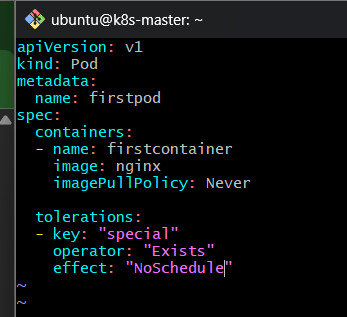 ubuntu@k8s-master: ~
apiVersion: v1
kind: Pod
metadata:
  name: firstpod
spec:
  containers:
  - name: firstcontainer
    image: nginx
    imagePullPolicy: Never

  tolerations:
  - key: "special"
    operator: "Exists"
    effect: "NoSchedule"
~
~